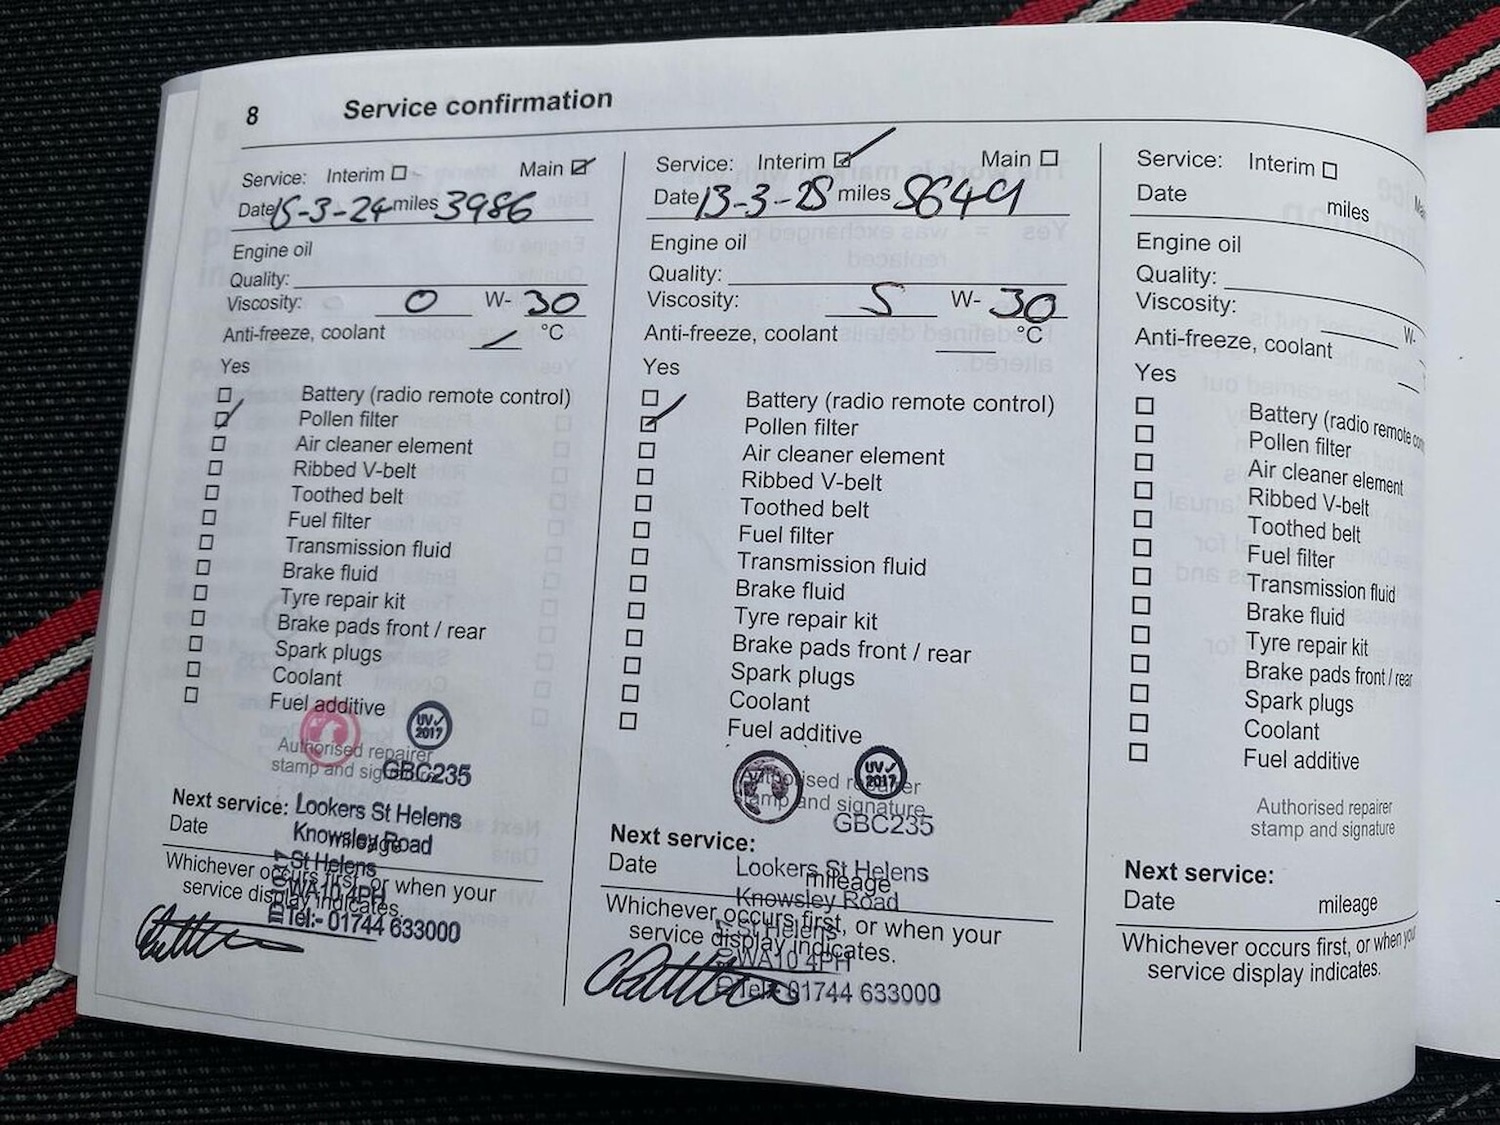 8 Service confirmation
Service: Interim Main
Date 15-3-24 miles 3986
Engine oil
Quality:
Viscosity: 0 W- 30
Anti-freeze, coolant °C
Yes
Battery (radio remote control)
Pollen filter
Air cleaner element
Ribbed V-belt
Toothed belt
Fuel filter
Transmission fluid
Brake fluid
Tyre repair kit
Brake pads front / rear
Spark plugs
Coolant
Fuel additive
UV
2017
Authorised repairer
stamp and
GBC235
Next service:
Date mileage
Whichever occurs first, or when your
service display indicates.
Lookers St Helens
Knowsley Road
St Helens
WA10 4PH
Tel:- 01744 633000
Service: Interim Main
Date 13-3-25 miles 5649
Engine oil
Quality:
Viscosity: 5 W- 30
Anti-freeze, coolant °C
Yes
Battery (radio remote control)
Pollen filter
Air cleaner element
Ribbed V-belt
Toothed belt
Fuel filter
Transmission fluid
Brake fluid
Tyre repair kit
Brake pads front / rear
Spark plugs
Coolant
Fuel additive
UV
2017
Authorised repairer
stamp and signature
GBC235
Next service:
Date mileage
Whichever occurs first, or when your
service display indicates.
Lookers St Helens
Knowsley Road
St Helens
WA10 4PH
Tel:- 01744 633000
Service: Interim
Date miles
Engine oil
Quality:
Viscosity: W-
Anti-freeze, coolant
Yes
Battery (radio remote
Pollen filter
Air cleaner element
Ribbed V-belt
Toothed belt
Fuel filter
Transmission fluid
Brake fluid
Tyre repair kit
Brake pads front / rear
Spark plugs
Coolant
Fuel additive
Authorised repairer
stamp and signature
Next service:
Date mileage
Whichever occurs first, or when you
service display indicates.